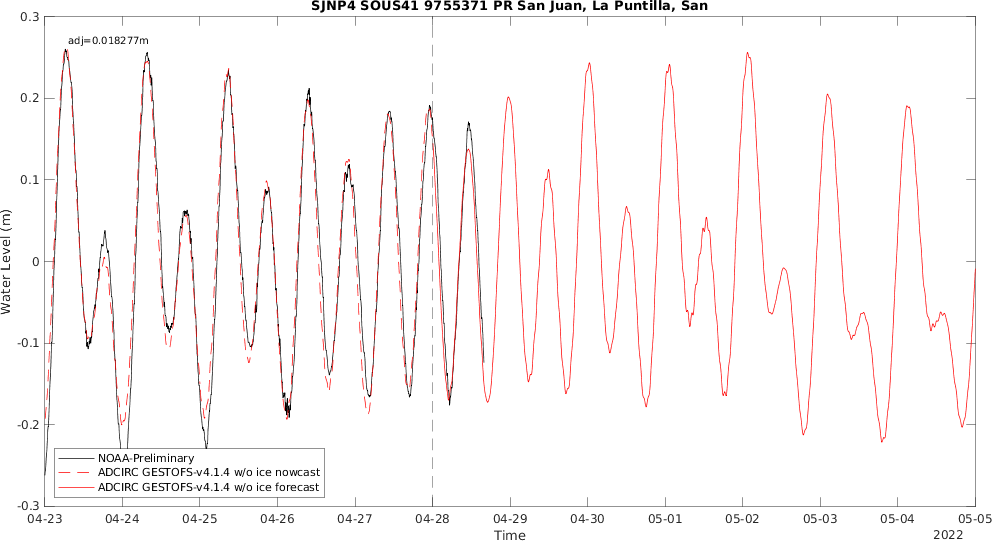 SJNP4 SOUS41 9755371 PR San Juan, La Puntilla, San
adj=0.018277m
0.3
0.2
0.1
0
-0.1
-0.2
-0.3
Water Level (m)
NOAA-Preliminary
ADCIRC GESTOFS-v4.1.4 w/o ice nowcast
ADCIRC GESTOFS-v4.1.4 w/o ice forecast
04-23 04-24 04-25 04-26 04-27 04-28 04-29 04-30 05-01 05-02 05-03 05-04 05-05
Time
2022